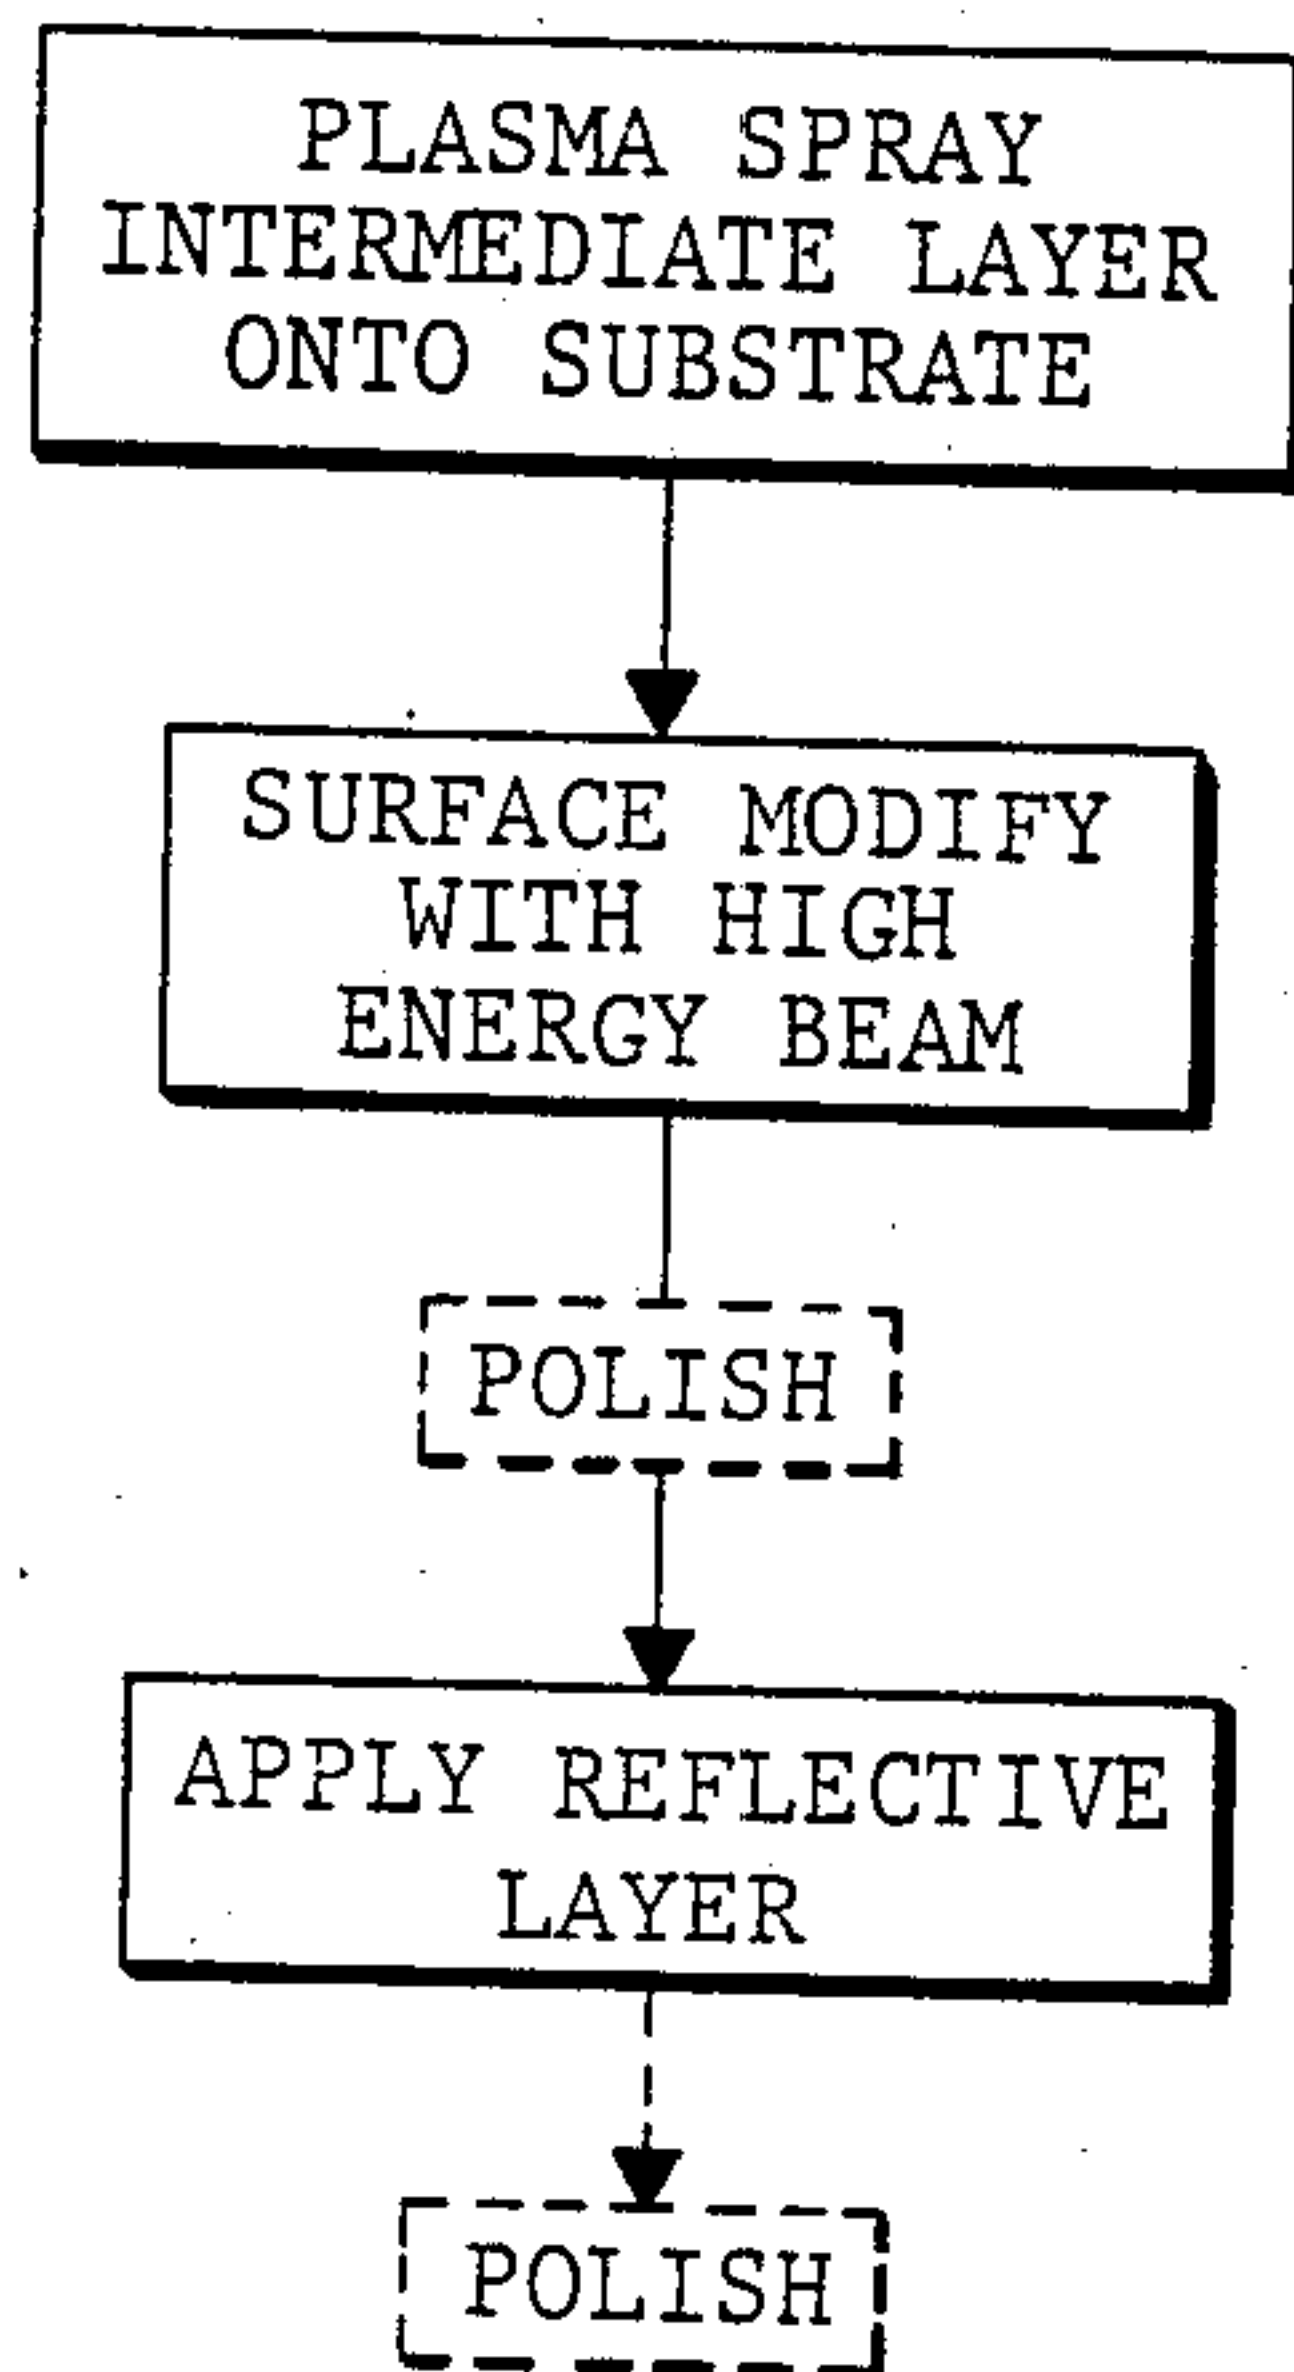 PLASMA SPRAY
INTERMEDIATE LAYER
ONTO SUBSTRATE
SURFACE MODIFY
WITH HIGH
ENERGY BEAM
POLISH
APPLY REFLECTIVE
LAYER
POLISH